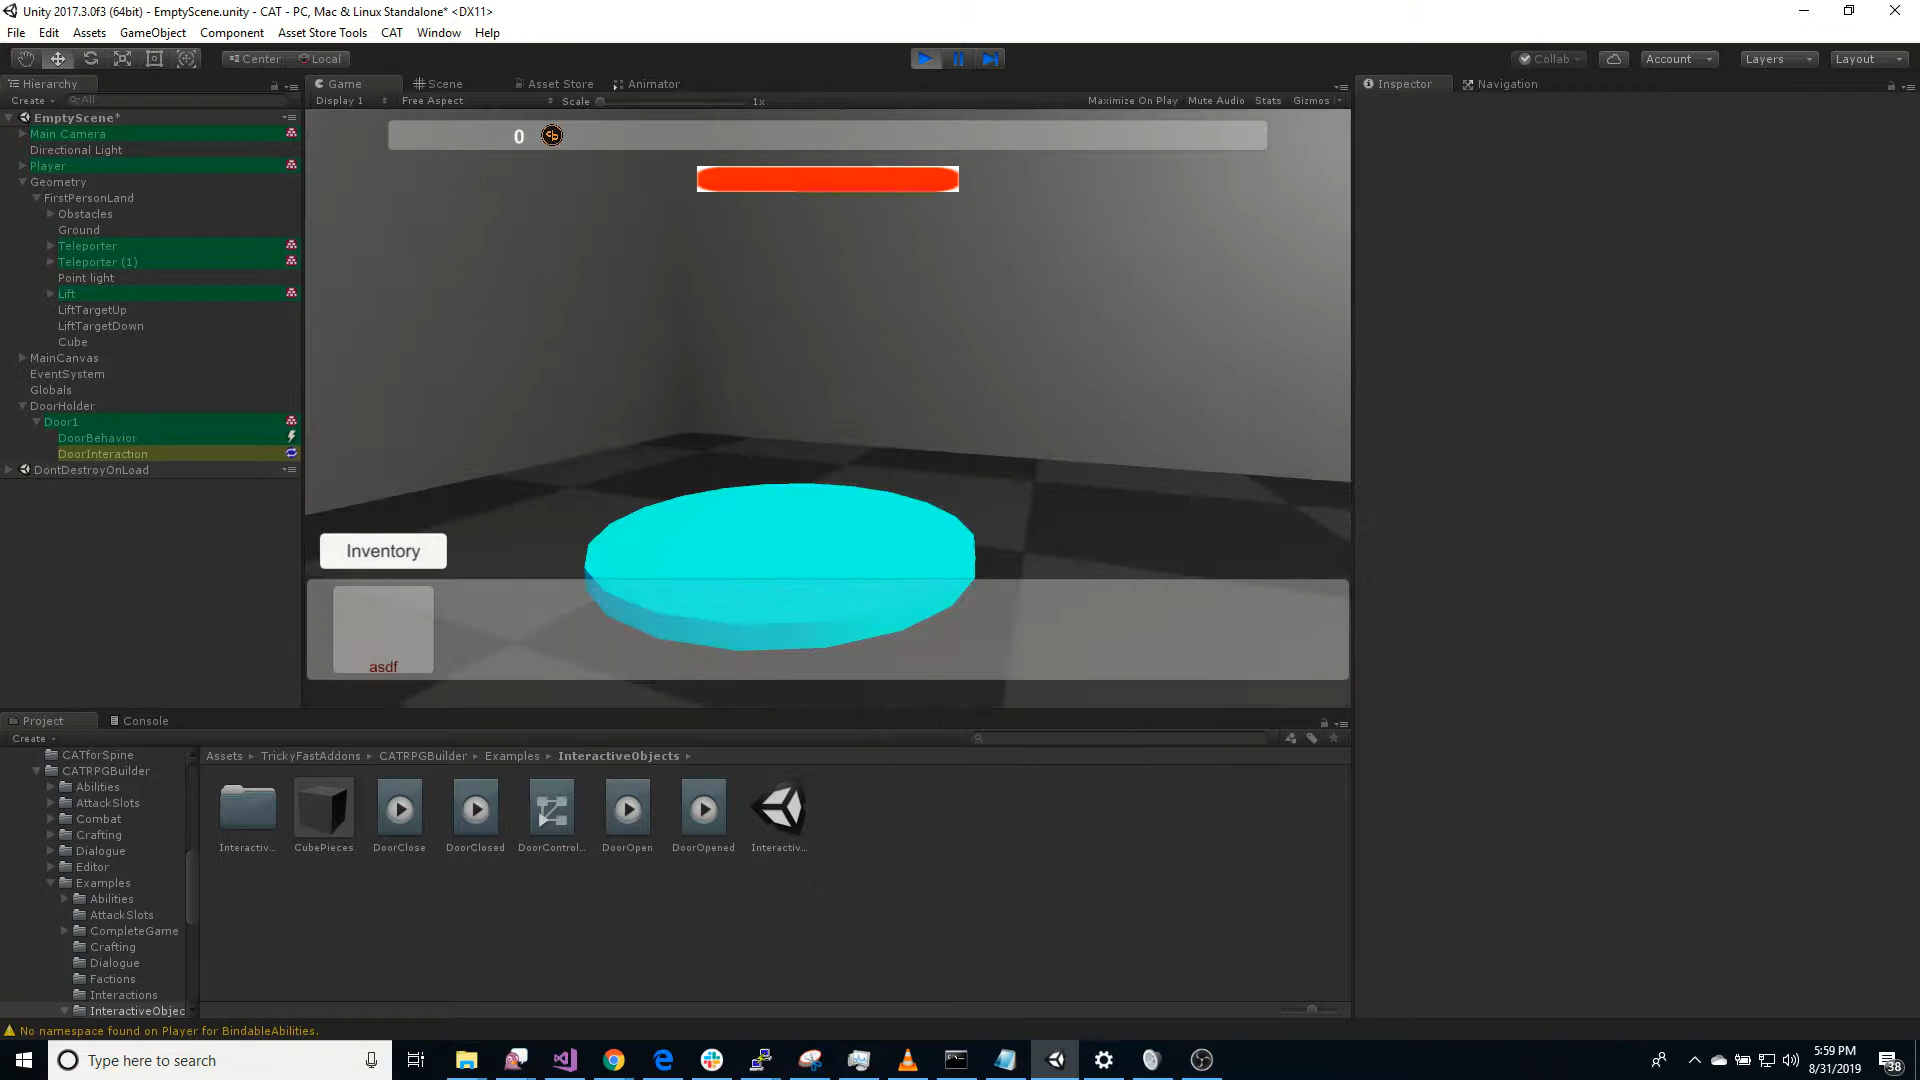 Unity 2017.3.0f3 (64bit) - EmptyScene.unity - CAT - PC, Mac & Linux Standalone* <DX11>
File Edit Assets GameObject Component Asset Store Tools CAT Window Help
Center Local Collab Account Layers Layout
Hierarchy
Create All
EmptyScene*
Main Camera
Directional Light
Player
Geometry
FirstPersonLand
Obstacles
Ground
Teleporter
Teleporter (1)
Point light
Lift
LiftTargetUp
LiftTargetDown
Cube
MainCanvas
EventSystem
Globals
DoorHolder
Door1
DoorBehavior
DoorInteraction
DontDestroyOnLoad
Game Scene Asset Store Animator
Display 1 Free Aspect Scale 1x Maximize On Play Mute Audio Stats Gizmos
0
Inventory
asdf
Inspector Navigation
Project Console
Create
CATforSpine
CATRPGBuilder
Abilities
AttackSlots
Combat
Crafting
Dialogue
Editor
Examples
Abilities
AttackSlots
CompleteGame
Crafting
Dialogue
Factions
Interactions
InteractiveObjec
Assets TrickyFastAddons CATRPGBuilder Examples InteractiveObjects
Interactiv... CubePieces DoorClose DoorClosed DoorControl... DoorOpen DoorOpened Interactiv...
No namespace found on Player for BindableAbilities.
Type here to search
5:59 PM
8/31/2019
38